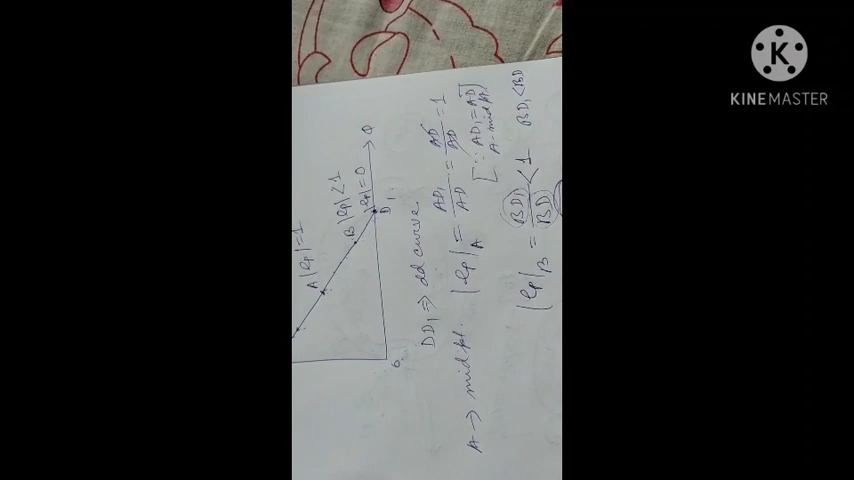 KINEMASTER
A |ep|=1
B |ep|<1
|ep|=0
D1
Q
O
DD1 ⇒ dd curve
A → mid pt. |ep|A = AD1/AD = AD/AD = 1
[∵ AD1 = AD
A - mid pt.]
|ep|B = BD1/BD < 1 BD1 < BD